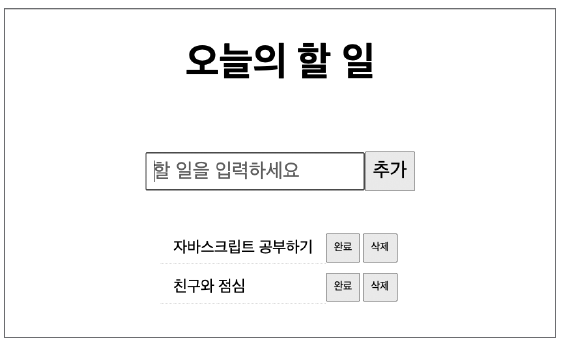 오늘의 할 일
할 일을 입력하세요 추가
자바스크립트 공부하기 완료 삭제
친구와 점심 완료 삭제